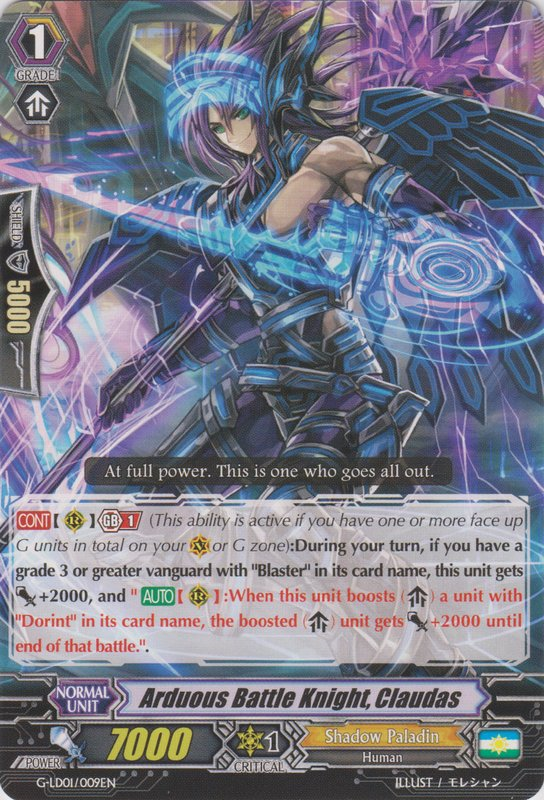 1
GRADE 1
SHIELD
5000
At full power. This is one who goes all out.
CONT【 R 】 GB 1 (This ability is active if you have one or more face up
G units in total on your V or G zone):During your turn, if you have a
grade 3 or greater vanguard with "Blaster" in its card name, this unit gets
+2000, and " AUTO【 R 】:When this unit boosts ( ) a unit with
"Dorint" in its card name, the boosted ( ) unit gets +2000 until
end of that battle.".
NORMAL
UNIT
Arduous Battle Knight, Claudas
POWER
7000
1
CRITICAL
Shadow Paladin
Human
G-LD01/009EN
ILLUST / モレシャン